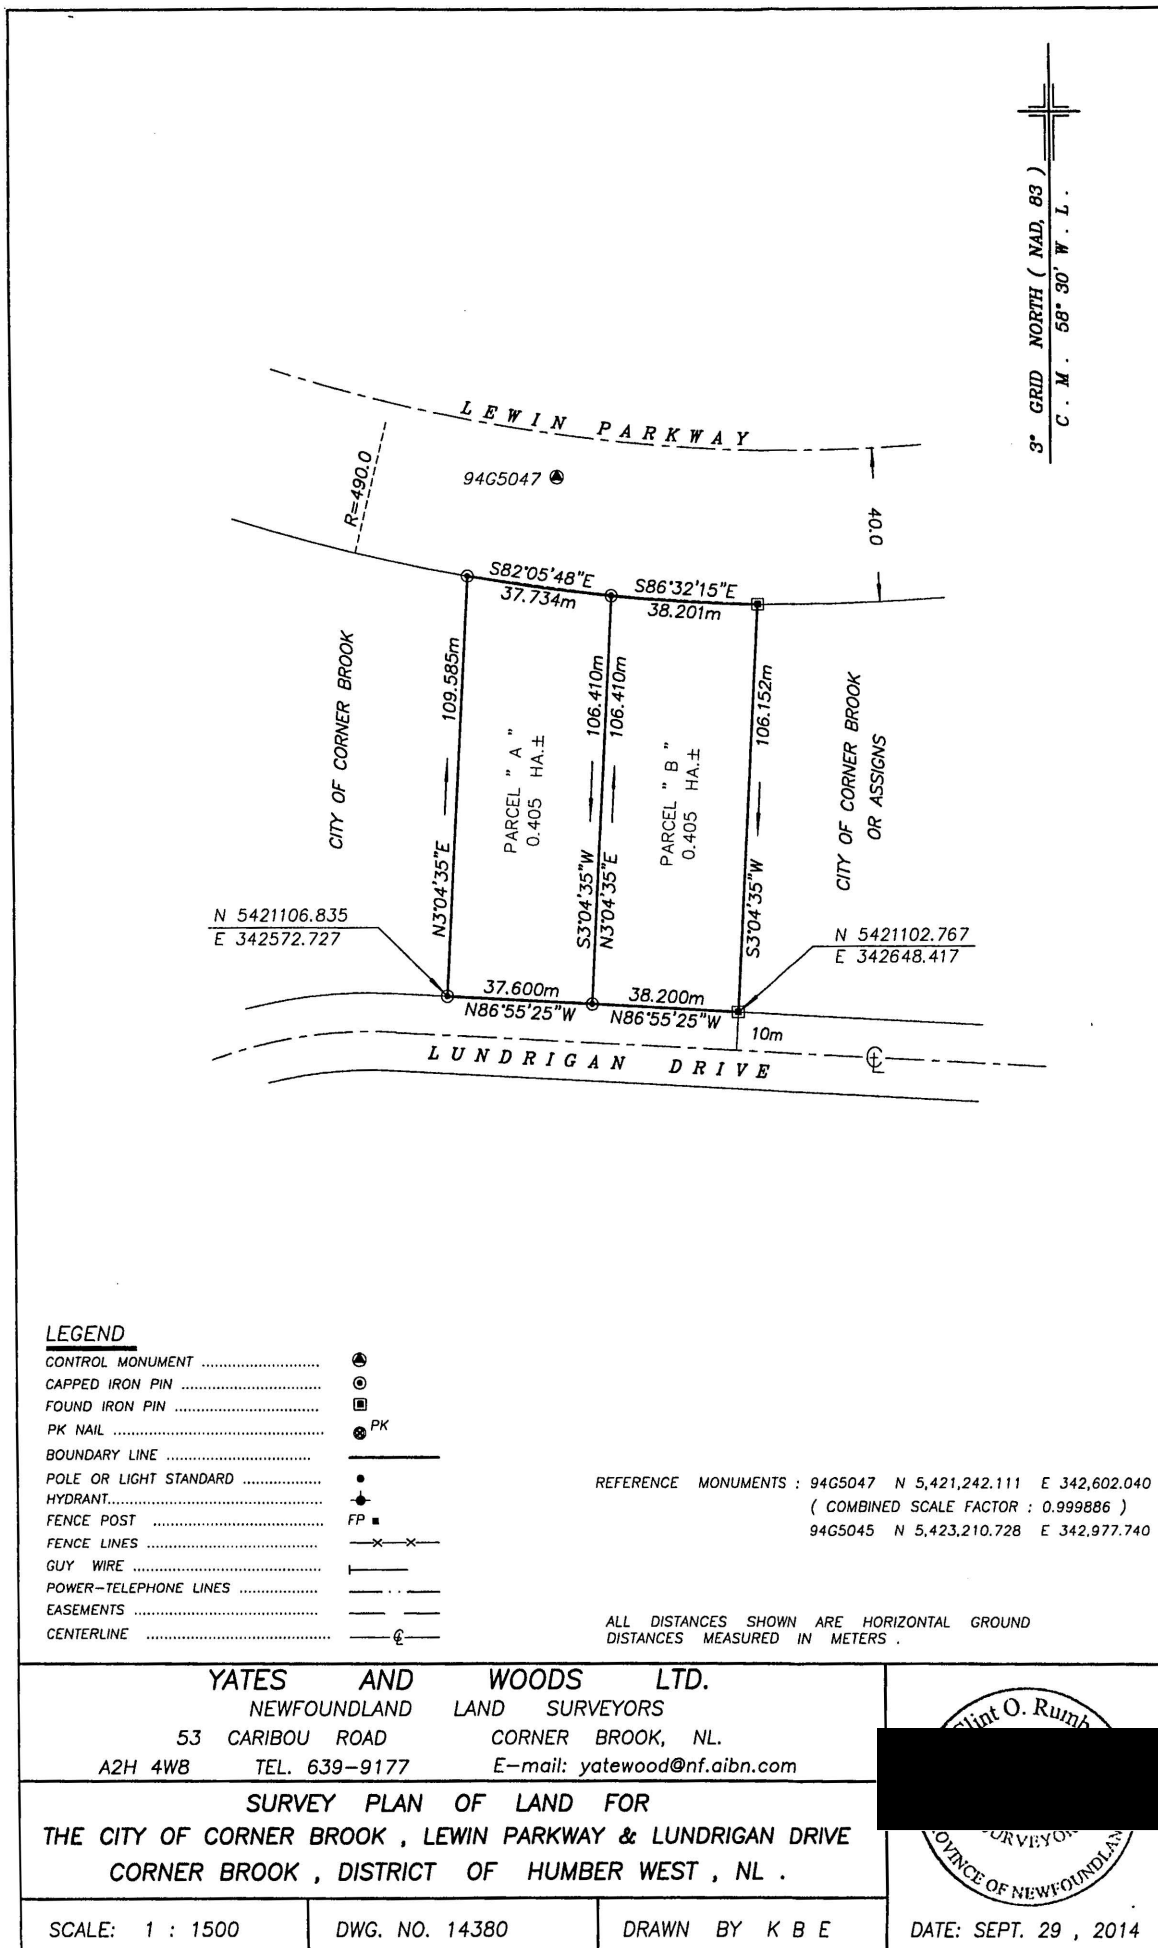 3° GRID NORTH ( NAD, 83 )
C . M . 58° 30' W . L .
LEWIN PARKWAY
94G5047
R=490.0
40.0
S82°05'48"E
37.734m
S86°32'15"E
38.201m
CITY OF CORNER BROOK
109.585m
N3°04'35"E
PARCEL " A "
0.405 HA.±
106.410m
S3°04'35"W
106.410m
N3°04'35"E
PARCEL " B "
0.405 HA.±
106.152m
S3°04'35"W
CITY OF CORNER BROOK
OR ASSIGNS
N 5421106.835
E 342572.727
N 5421102.767
E 342648.417
37.600m
N86°55'25"W
38.200m
N86°55'25"W
10m
LUNDRIGAN DRIVE
LEGEND
CONTROL MONUMENT
CAPPED IRON PIN
FOUND IRON PIN
PK NAIL PK
BOUNDARY LINE
POLE OR LIGHT STANDARD
HYDRANT
FENCE POST FP
FENCE LINES
GUY WIRE
POWER-TELEPHONE LINES
EASEMENTS
CENTERLINE
REFERENCE MONUMENTS : 94G5047 N 5,421,242.111 E 342,602.040
( COMBINED SCALE FACTOR : 0.999886 )
94G5045 N 5,423,210.728 E 342,977.740
ALL DISTANCES SHOWN ARE HORIZONTAL GROUND
DISTANCES MEASURED IN METERS .
YATES AND WOODS LTD.
NEWFOUNDLAND LAND SURVEYORS
53 CARIBOU ROAD CORNER BROOK, NL.
A2H 4W8 TEL. 639-9177 E-mail: yatewood@nf.aibn.com
SURVEY PLAN OF LAND FOR
THE CITY OF CORNER BROOK , LEWIN PARKWAY & LUNDRIGAN DRIVE
CORNER BROOK , DISTRICT OF HUMBER WEST , NL .
SCALE: 1 : 1500
DWG. NO. 14380
DRAWN BY K B E
DATE: SEPT. 29 , 2014
O.
OF